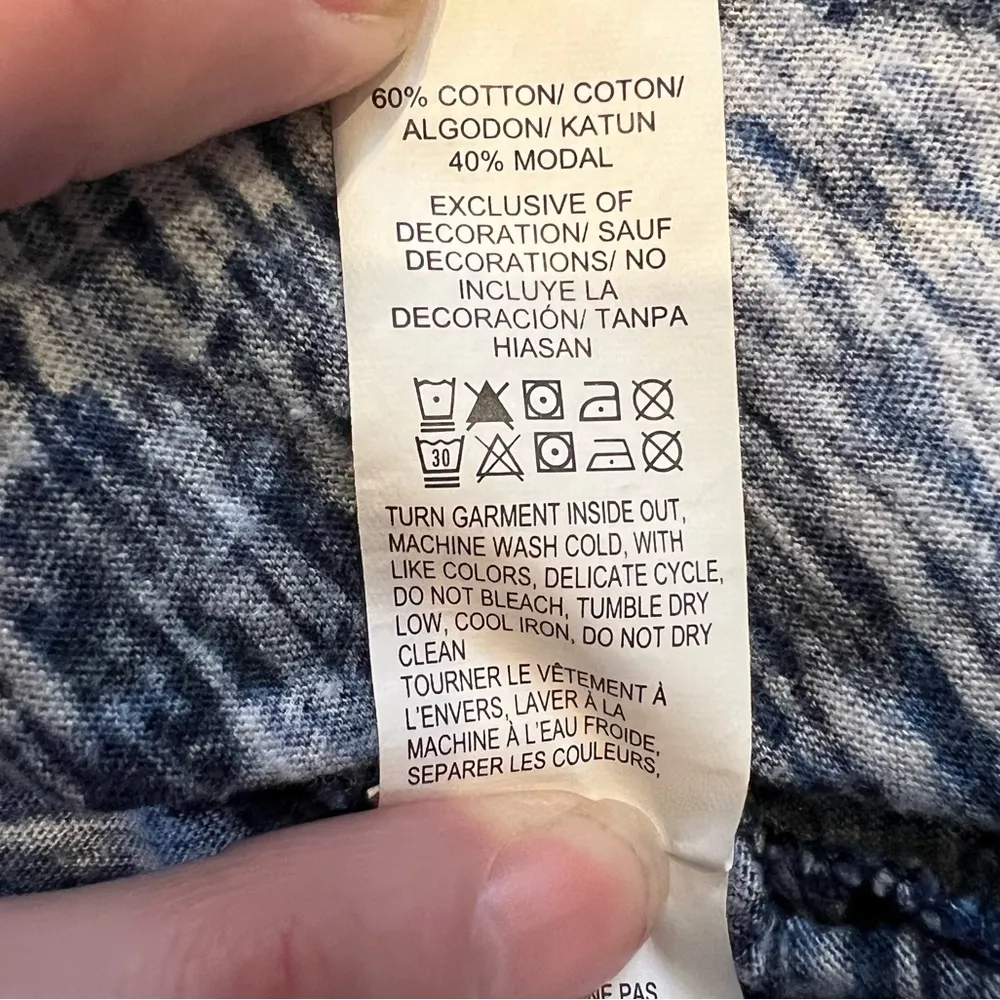 60% COTTON/ COTON/
ALGODON/ KATUN
40% MODAL
EXCLUSIVE OF
DECORATION/ SAUF
DECORATIONS/ NO
INCLUYE LA
DECORACIÓN/ TANPA
HIASAN
30
TURN GARMENT INSIDE OUT,
MACHINE WASH COLD, WITH
LIKE COLORS, DELICATE CYCLE,
DO NOT BLEACH, TUMBLE DRY
LOW, COOL IRON, DO NOT DRY
CLEAN
TOURNER LE VÊTEMENT À
L'ENVERS, LAVER À LA
MACHINE À L'EAU FROIDE,
SEPARER LES COULEURS,
NE PAS